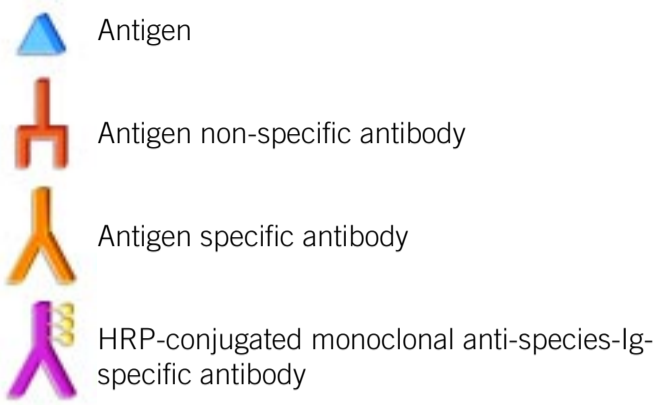 Antigen
Antigen non-specific antibody
Antigen specific antibody
HRP-conjugated monoclonal anti-species-Ig-
specific antibody